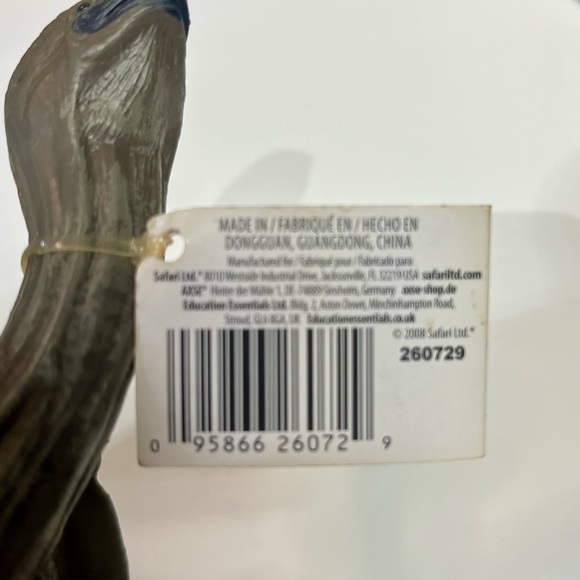 MADE IN / FABRIQUÉ EN / HECHO EN
DONGGUAN, GUANGDONG, CHINA
Manufactured for / Fabriqué pour / Fabricado para
Safari Ltd.® 8010 Westside Industrial Drive, Jacksonville, FL 32219 USA safariltd.com
AXSE® Hinter der Mühle 1, DE-74889 Sinsheim, Germany axse-shop.de
Education Essentials Ltd. Bldg. 2, Aston Down, Minchinhampton Road,
Stroud, GL6 8GA, UK Educationessentials.co.uk
© 2008 Safari Ltd.®
260729
0 95866 26072 9